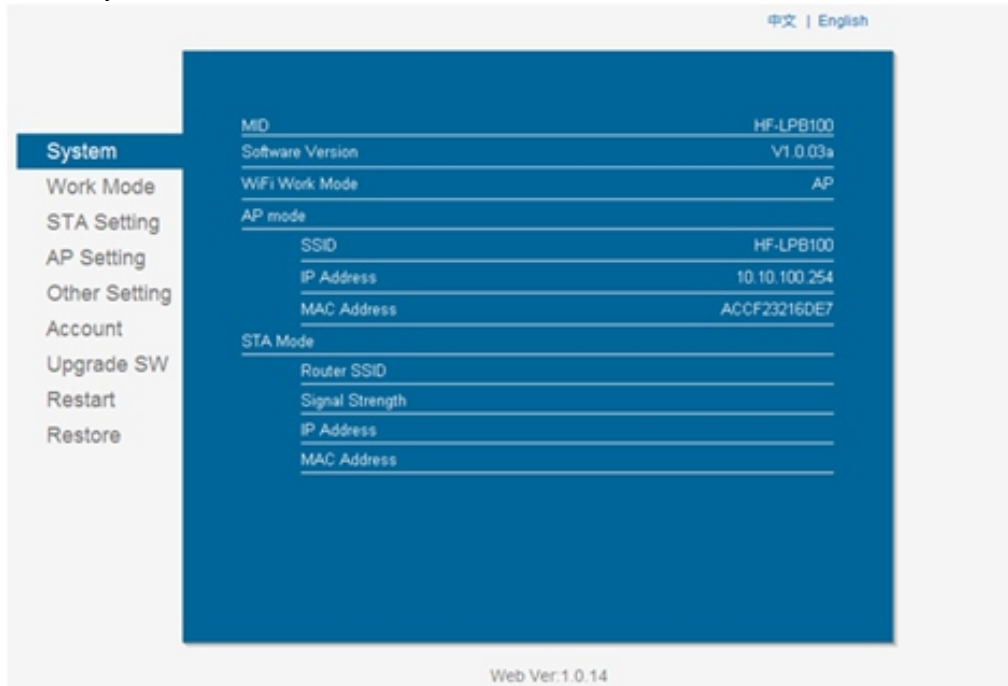 中文 | English
System
Work Mode
STA Setting
AP Setting
Other Setting
Account
Upgrade SW
Restart
Restore
MID HF-LPB100
Software Version V1.0.03a
WiFi Work Mode AP
AP mode
SSID HF-LPB100
IP Address 10.10.100.254
MAC Address ACCF23216DE7
STA Mode
Router SSID
Signal Strength
IP Address
MAC Address
Web Ver:1.0.14